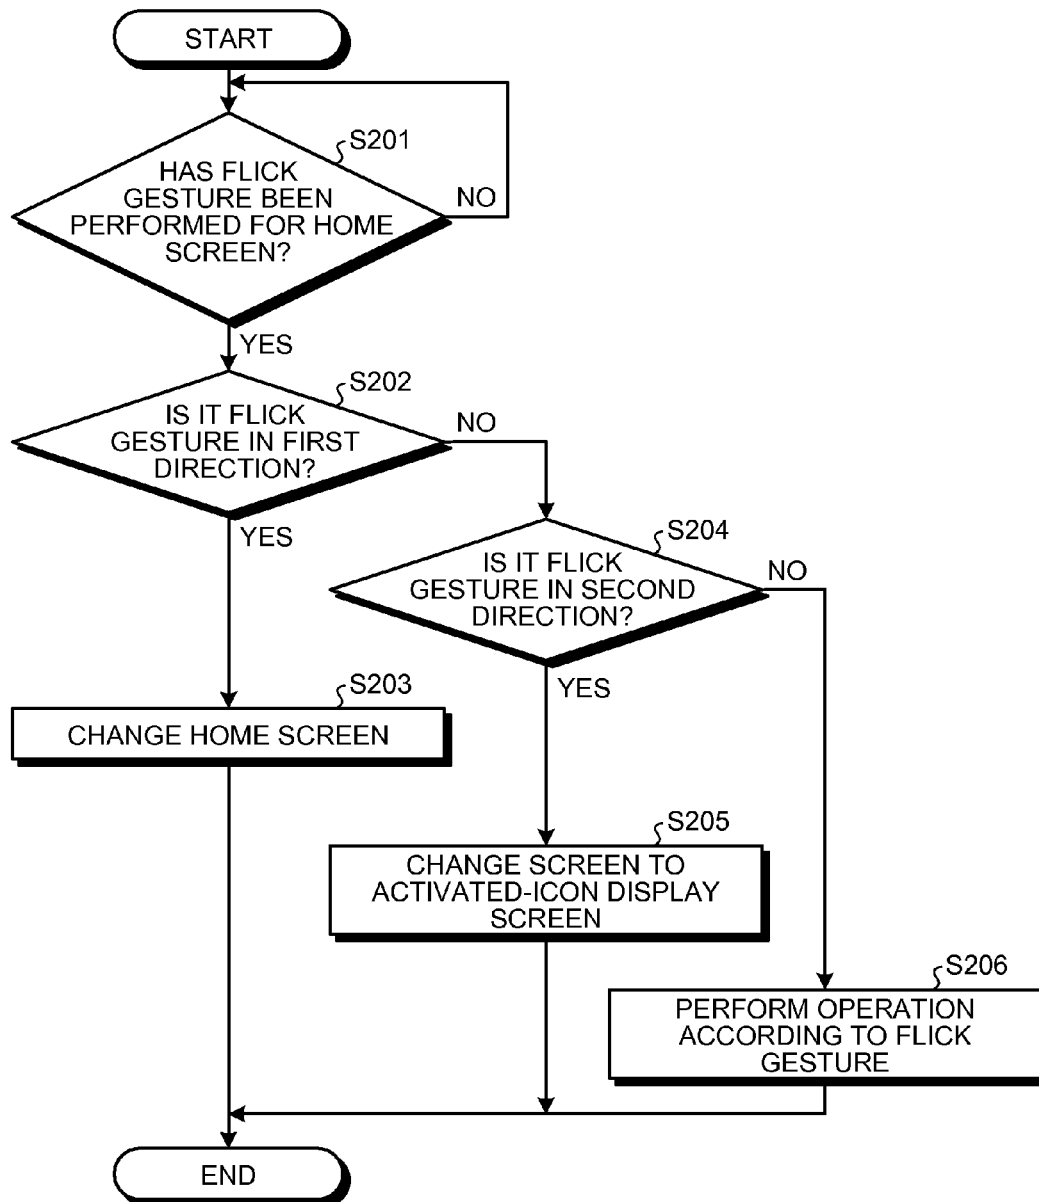 START
S201
HAS FLICK
GESTURE BEEN
PERFORMED FOR HOME
SCREEN?
NO
YES
S202
IS IT FLICK
GESTURE IN FIRST
DIRECTION?
NO
YES
S204
IS IT FLICK
GESTURE IN SECOND
DIRECTION?
NO
YES
S203
CHANGE HOME SCREEN
S205
CHANGE SCREEN TO
ACTIVATED-ICON DISPLAY
SCREEN
S206
PERFORM OPERATION
ACCORDING TO FLICK
GESTURE
END